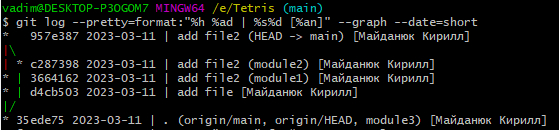 vadim@DESKTOP-P3OGOM7 MINGW64 /e/Tetris (main)
$ git log --pretty=format:"%h %ad | %s%d [%an]" --graph --date=short
*   957e387 2023-03-11 | add file2 (HEAD -> main) [Майданюк Кирилл]
|\
| * c287398 2023-03-11 | add file2 (module2) [Майданюк Кирилл]
* | 3664162 2023-03-11 | add file2 (module1) [Майданюк Кирилл]
* | d4cb503 2023-03-11 | add file [Майданюк Кирилл]
|/
* 35ede75 2023-03-11 | . (origin/main, origin/HEAD, module3) [Майданюк Кирилл]